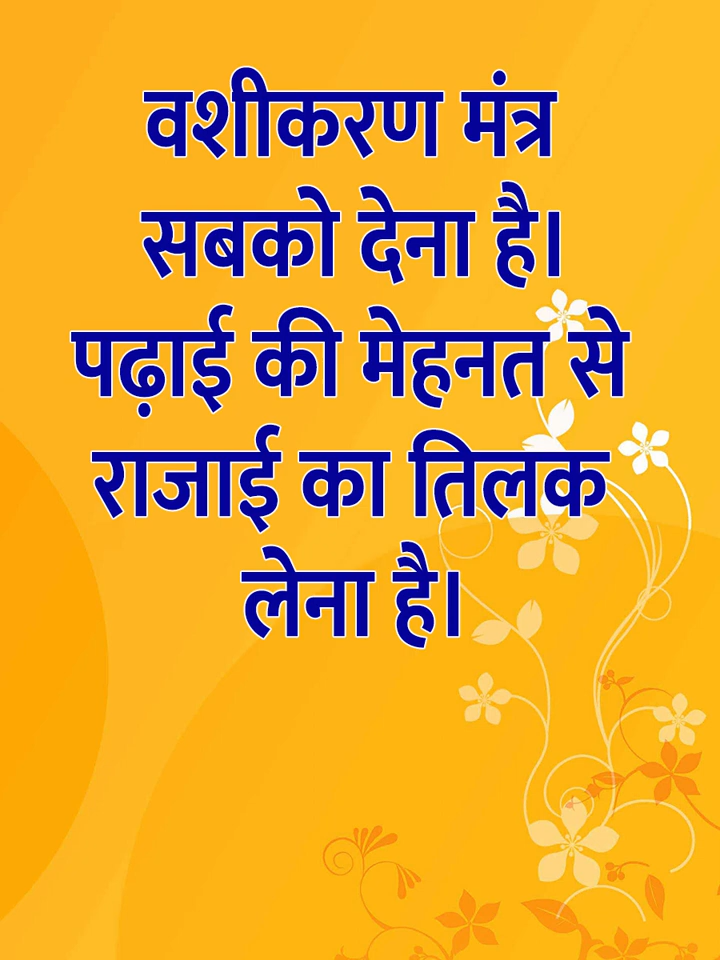 वशीकरण मंत्र
सबको देना है।
पढ़ाई की मेहनत से
राजाई का तिलक
लेना है।